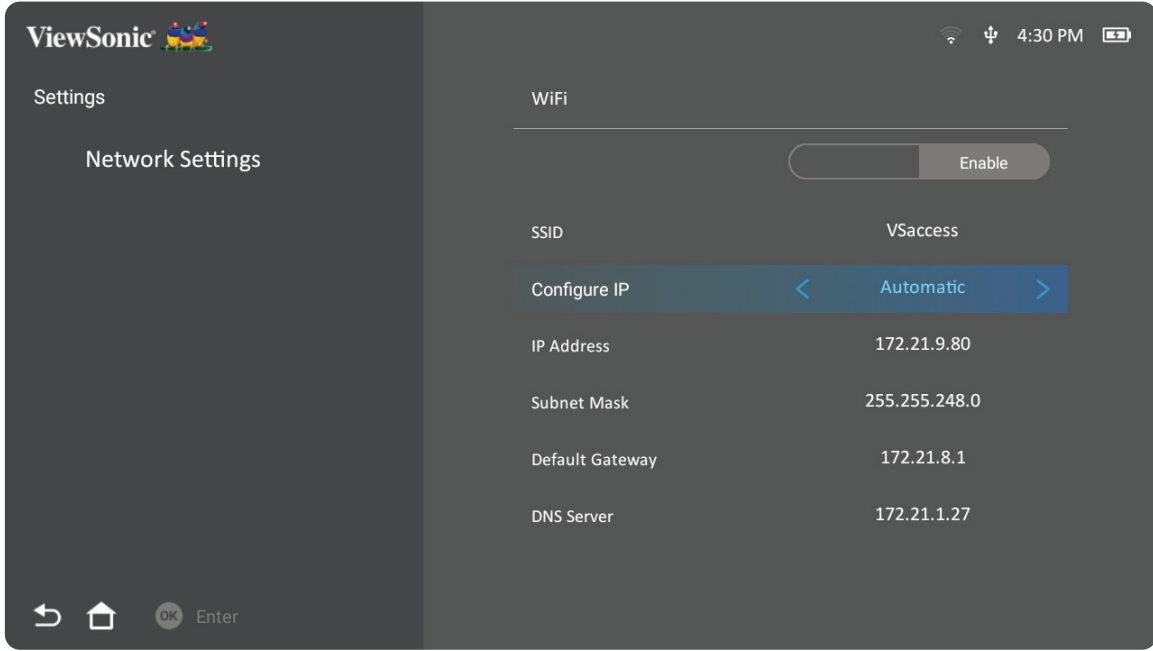 ViewSonic®
4:30 PM
Settings
Network Settings
WiFi
Enable
SSID VSaccess
Configure IP Automatic
IP Address 172.21.9.80
Subnet Mask 255.255.248.0
Default Gateway 172.21.8.1
DNS Server 172.21.1.27
OK Enter